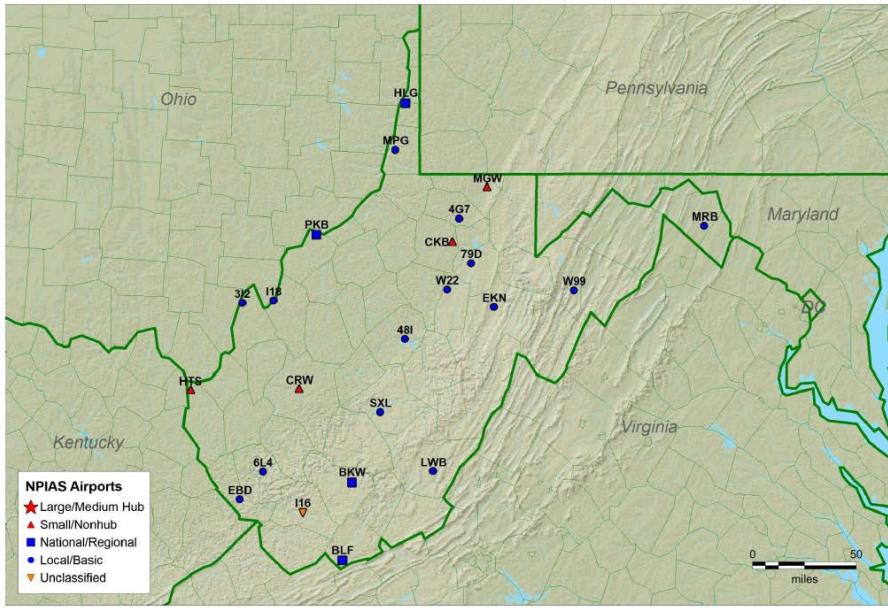 Ohio
Pennsylvania
HLG
MPG
MGW
4G7
MRB
Maryland
PKB
CKB
79D
W22
W99
EKN
3I2
I18
DC
48I
HTS
CRW
SXL
Virginia
Kentucky
6L4
BKW
LWB
EBD
I16
BLF
NPIAS Airports
Large/Medium Hub
Small/Nonhub
National/Regional
Local/Basic
Unclassified
0 50
miles